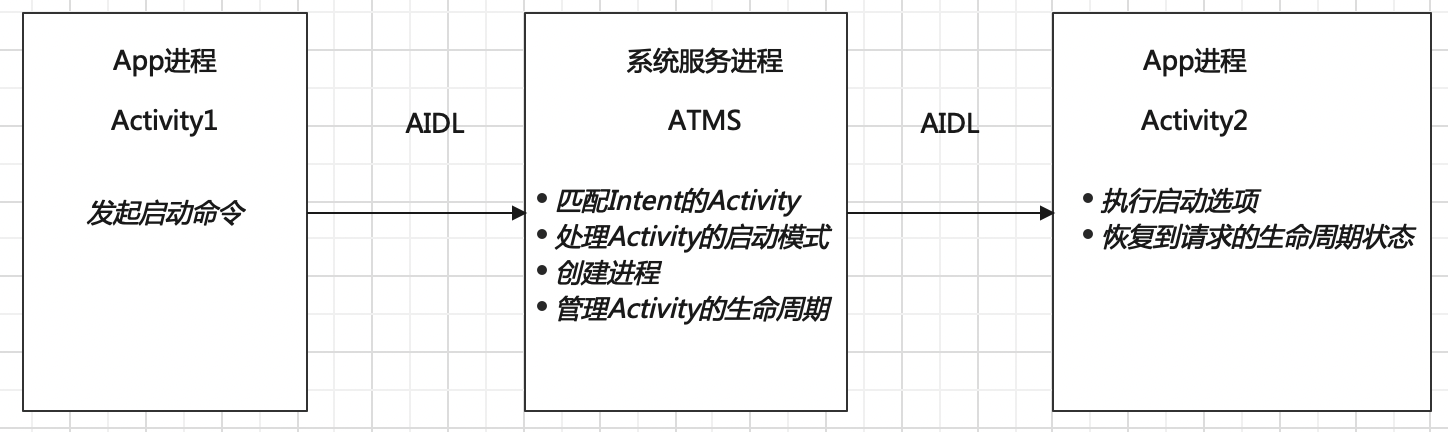 App进程
Activity1
发起启动命令
AIDL
系统服务进程
ATMS
• 匹配Intent的Activity
• 处理Activity的启动模式
• 创建进程
• 管理Activity的生命周期
AIDL
App进程
Activity2
• 执行启动选项
• 恢复到请求的生命周期状态